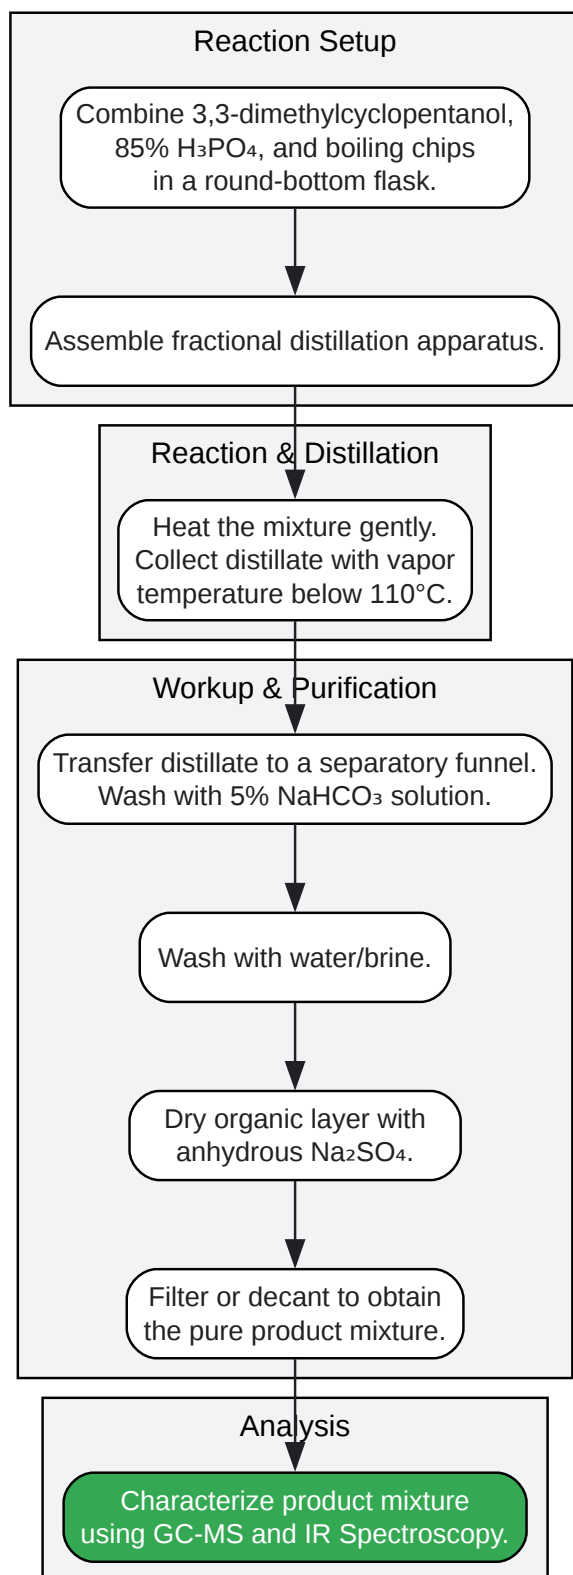 Reaction Setup
Combine 3,3-dimethylcyclopentanol,
85% H₃PO₄, and boiling chips
in a round-bottom flask.
Assemble fractional distillation apparatus.
Reaction & Distillation
Heat the mixture gently.
Collect distillate with vapor
temperature below 110°C.
Workup & Purification
Transfer distillate to a separatory funnel.
Wash with 5% NaHCO₃ solution.
Wash with water/brine.
Dry organic layer with
anhydrous Na₂SO₄.
Filter or decant to obtain
the pure product mixture.
Analysis
Characterize product mixture
using GC-MS and IR Spectroscopy.